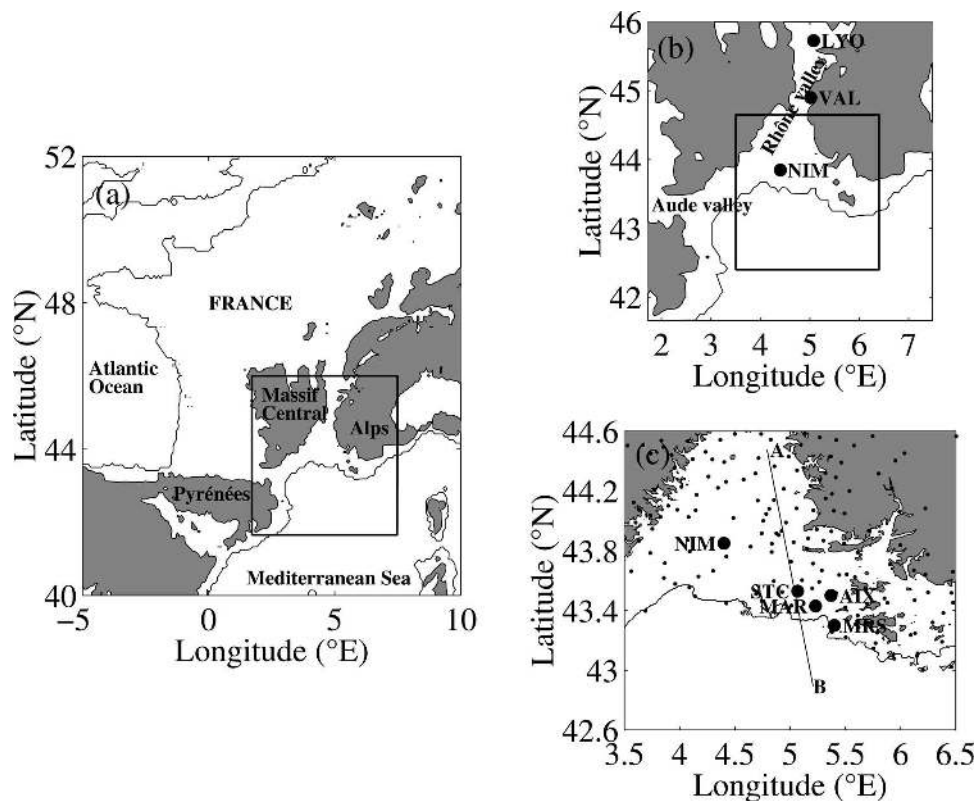 (a)
52
48
44
40
−5
0
5
10
Latitude (°N)
Longitude (°E)
FRANCE
Atlantic
Ocean
Massif
Central
Alps
Pyrénées
Mediterranean Sea
0
(b)
46
45
44
43
42
2
3
4
5
6
7
Latitude (°N)
Longitude (°E)
LYO
VAL
Rhône valley
NIM
Aude valley
(c)
44.6
44.2
43.8
43.4
43
42.6
3.5
4
4.5
5
5.5
6
6.5
Latitude (°N)
Longitude (°E)
A
NIM
STC
AIX
MAR
MRS
B